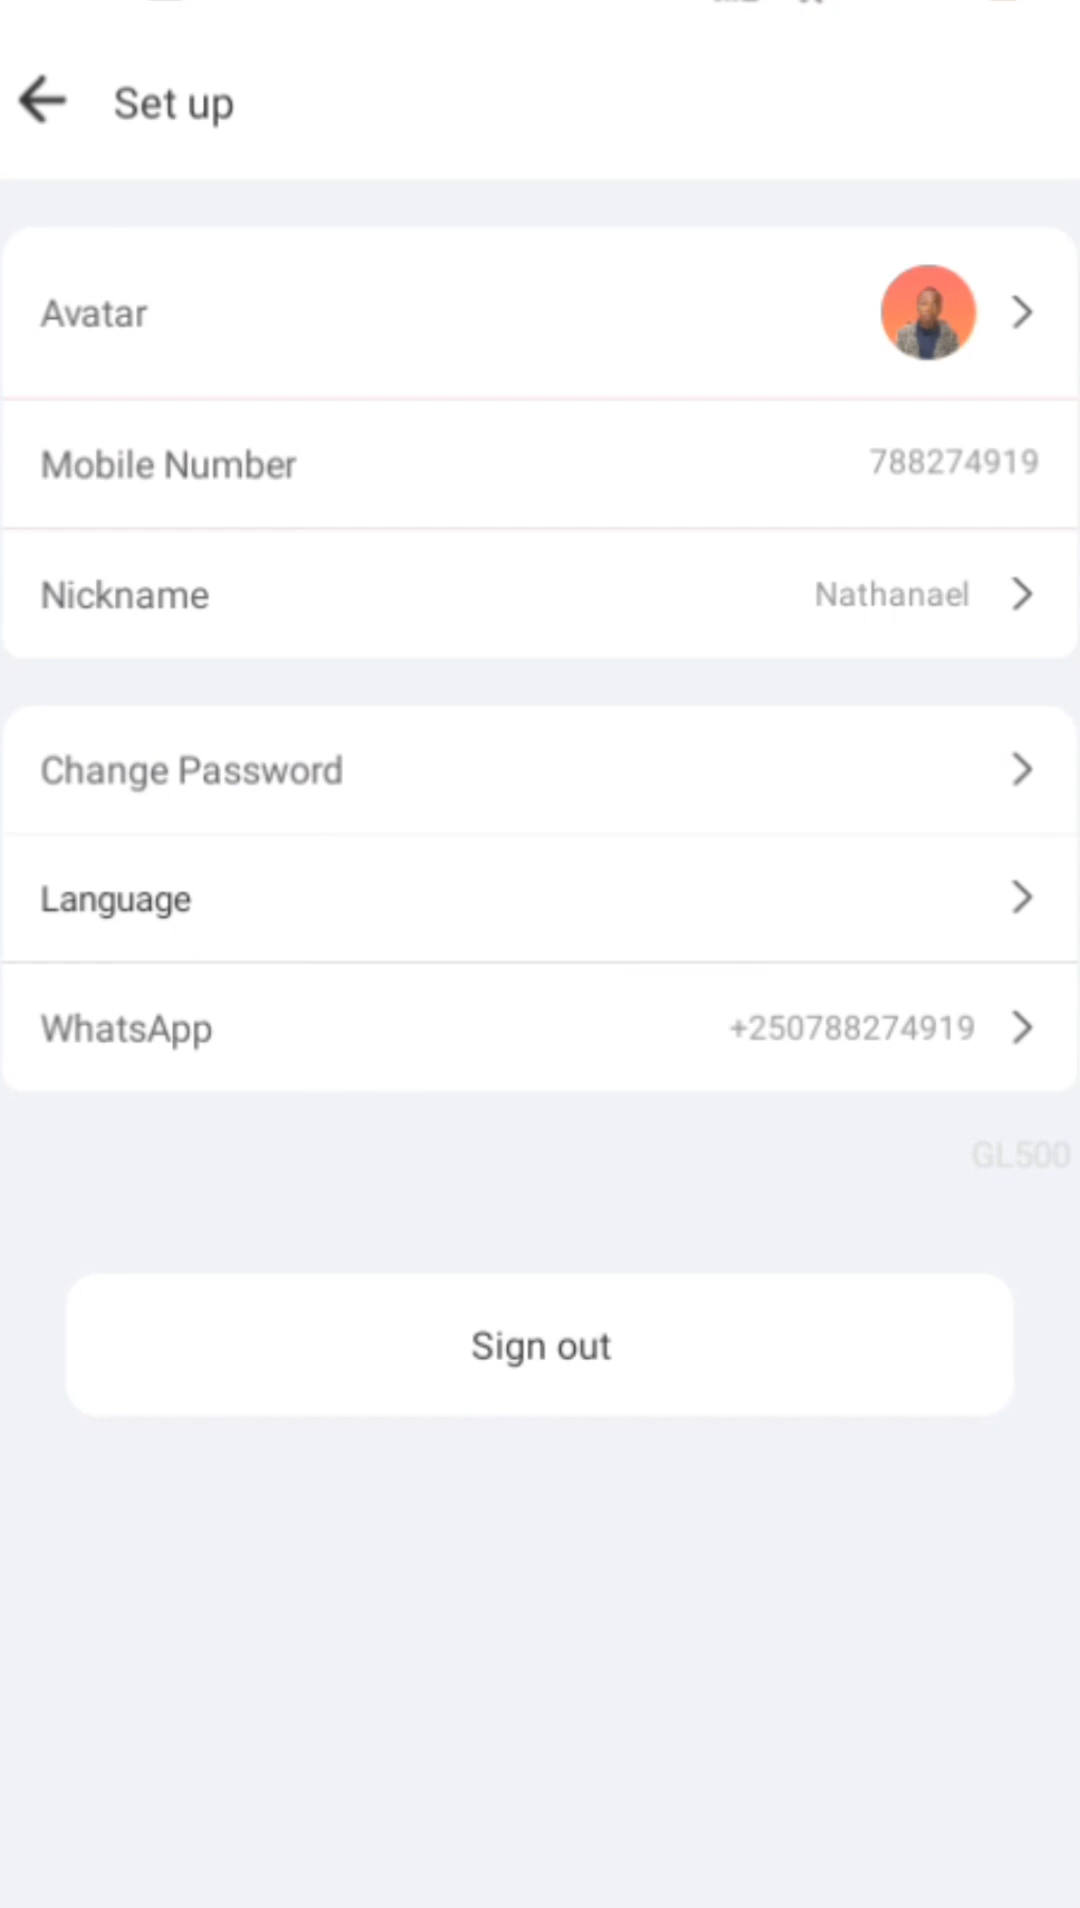 Set up
Avatar
Mobile Number 788274919
Nickname Nathanael
Change Password
Language
WhatsApp +250788274919
GL500
Sign out